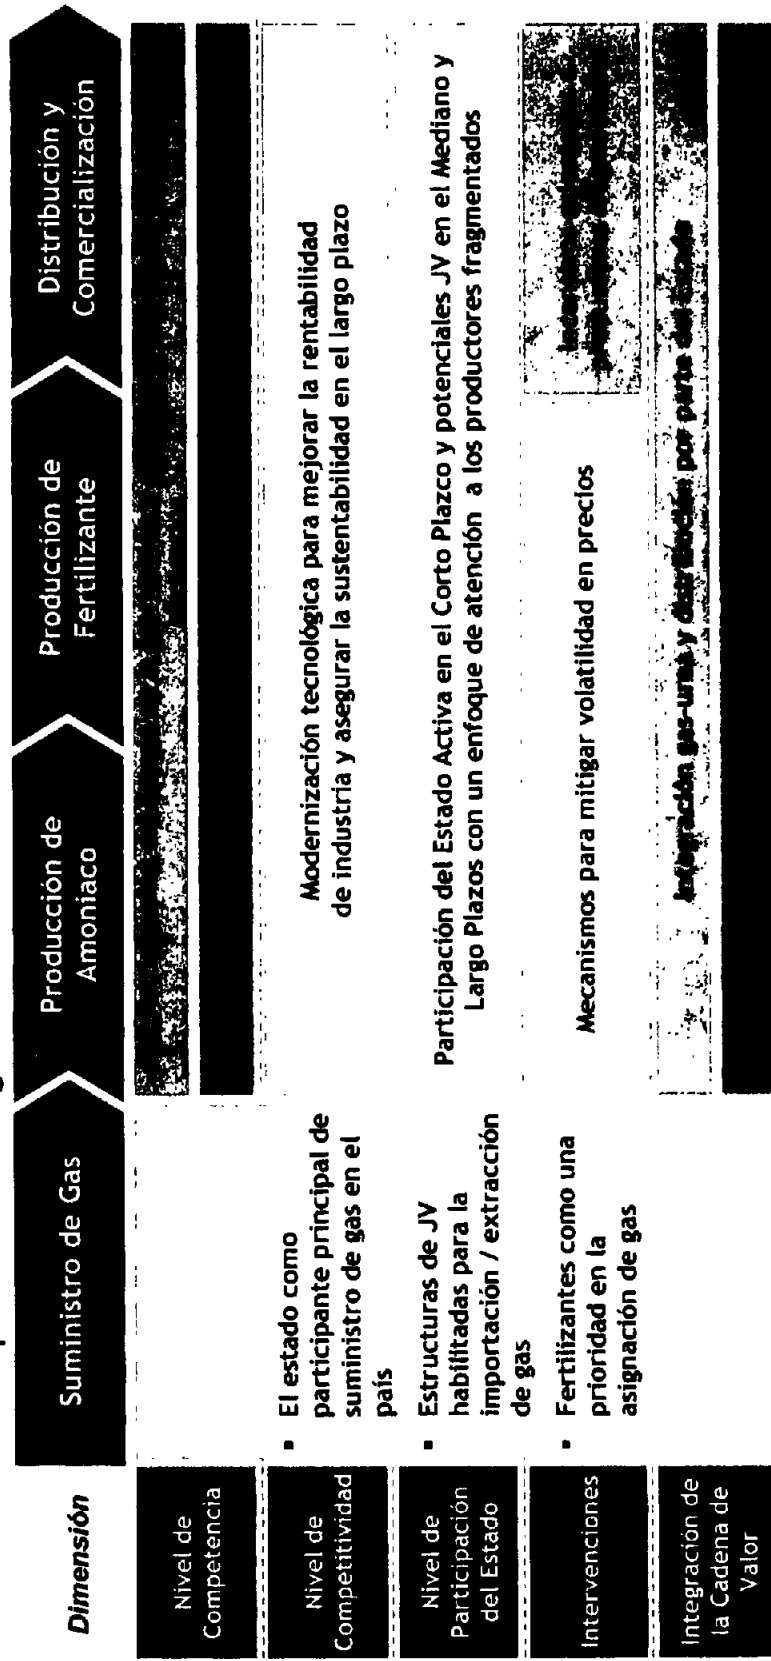 Dimensión
Suministro de Gas
Producción de
Amoniaco
Producción de
Fertilizante
Distribución y
Comercialización
Nivel de
Competencia
Nivel de
Competitividad
▪ El estado como
participante principal de
suministro de gas en el
país
Modernización tecnológica para mejorar la rentabilidad
de industria y asegurar la sustentabilidad en el largo plazo
Nivel de
Participación
del Estado
▪ Estructuras de JV
habilitadas para la
importación / extracción
de gas
Participación del Estado Activa en el Corto Plazco y potenciales JV en el Mediano y
Largo Plazos con un enfoque de atención a los productores fragmentados
Intervenciones
▪ Fertilizantes como una
prioridad en la
asignación de gas
Mecanismos para mitigar volatilidad en precios
Integración de
la Cadena de
Valor
Integración gas-urea y distribución por parte del Estado